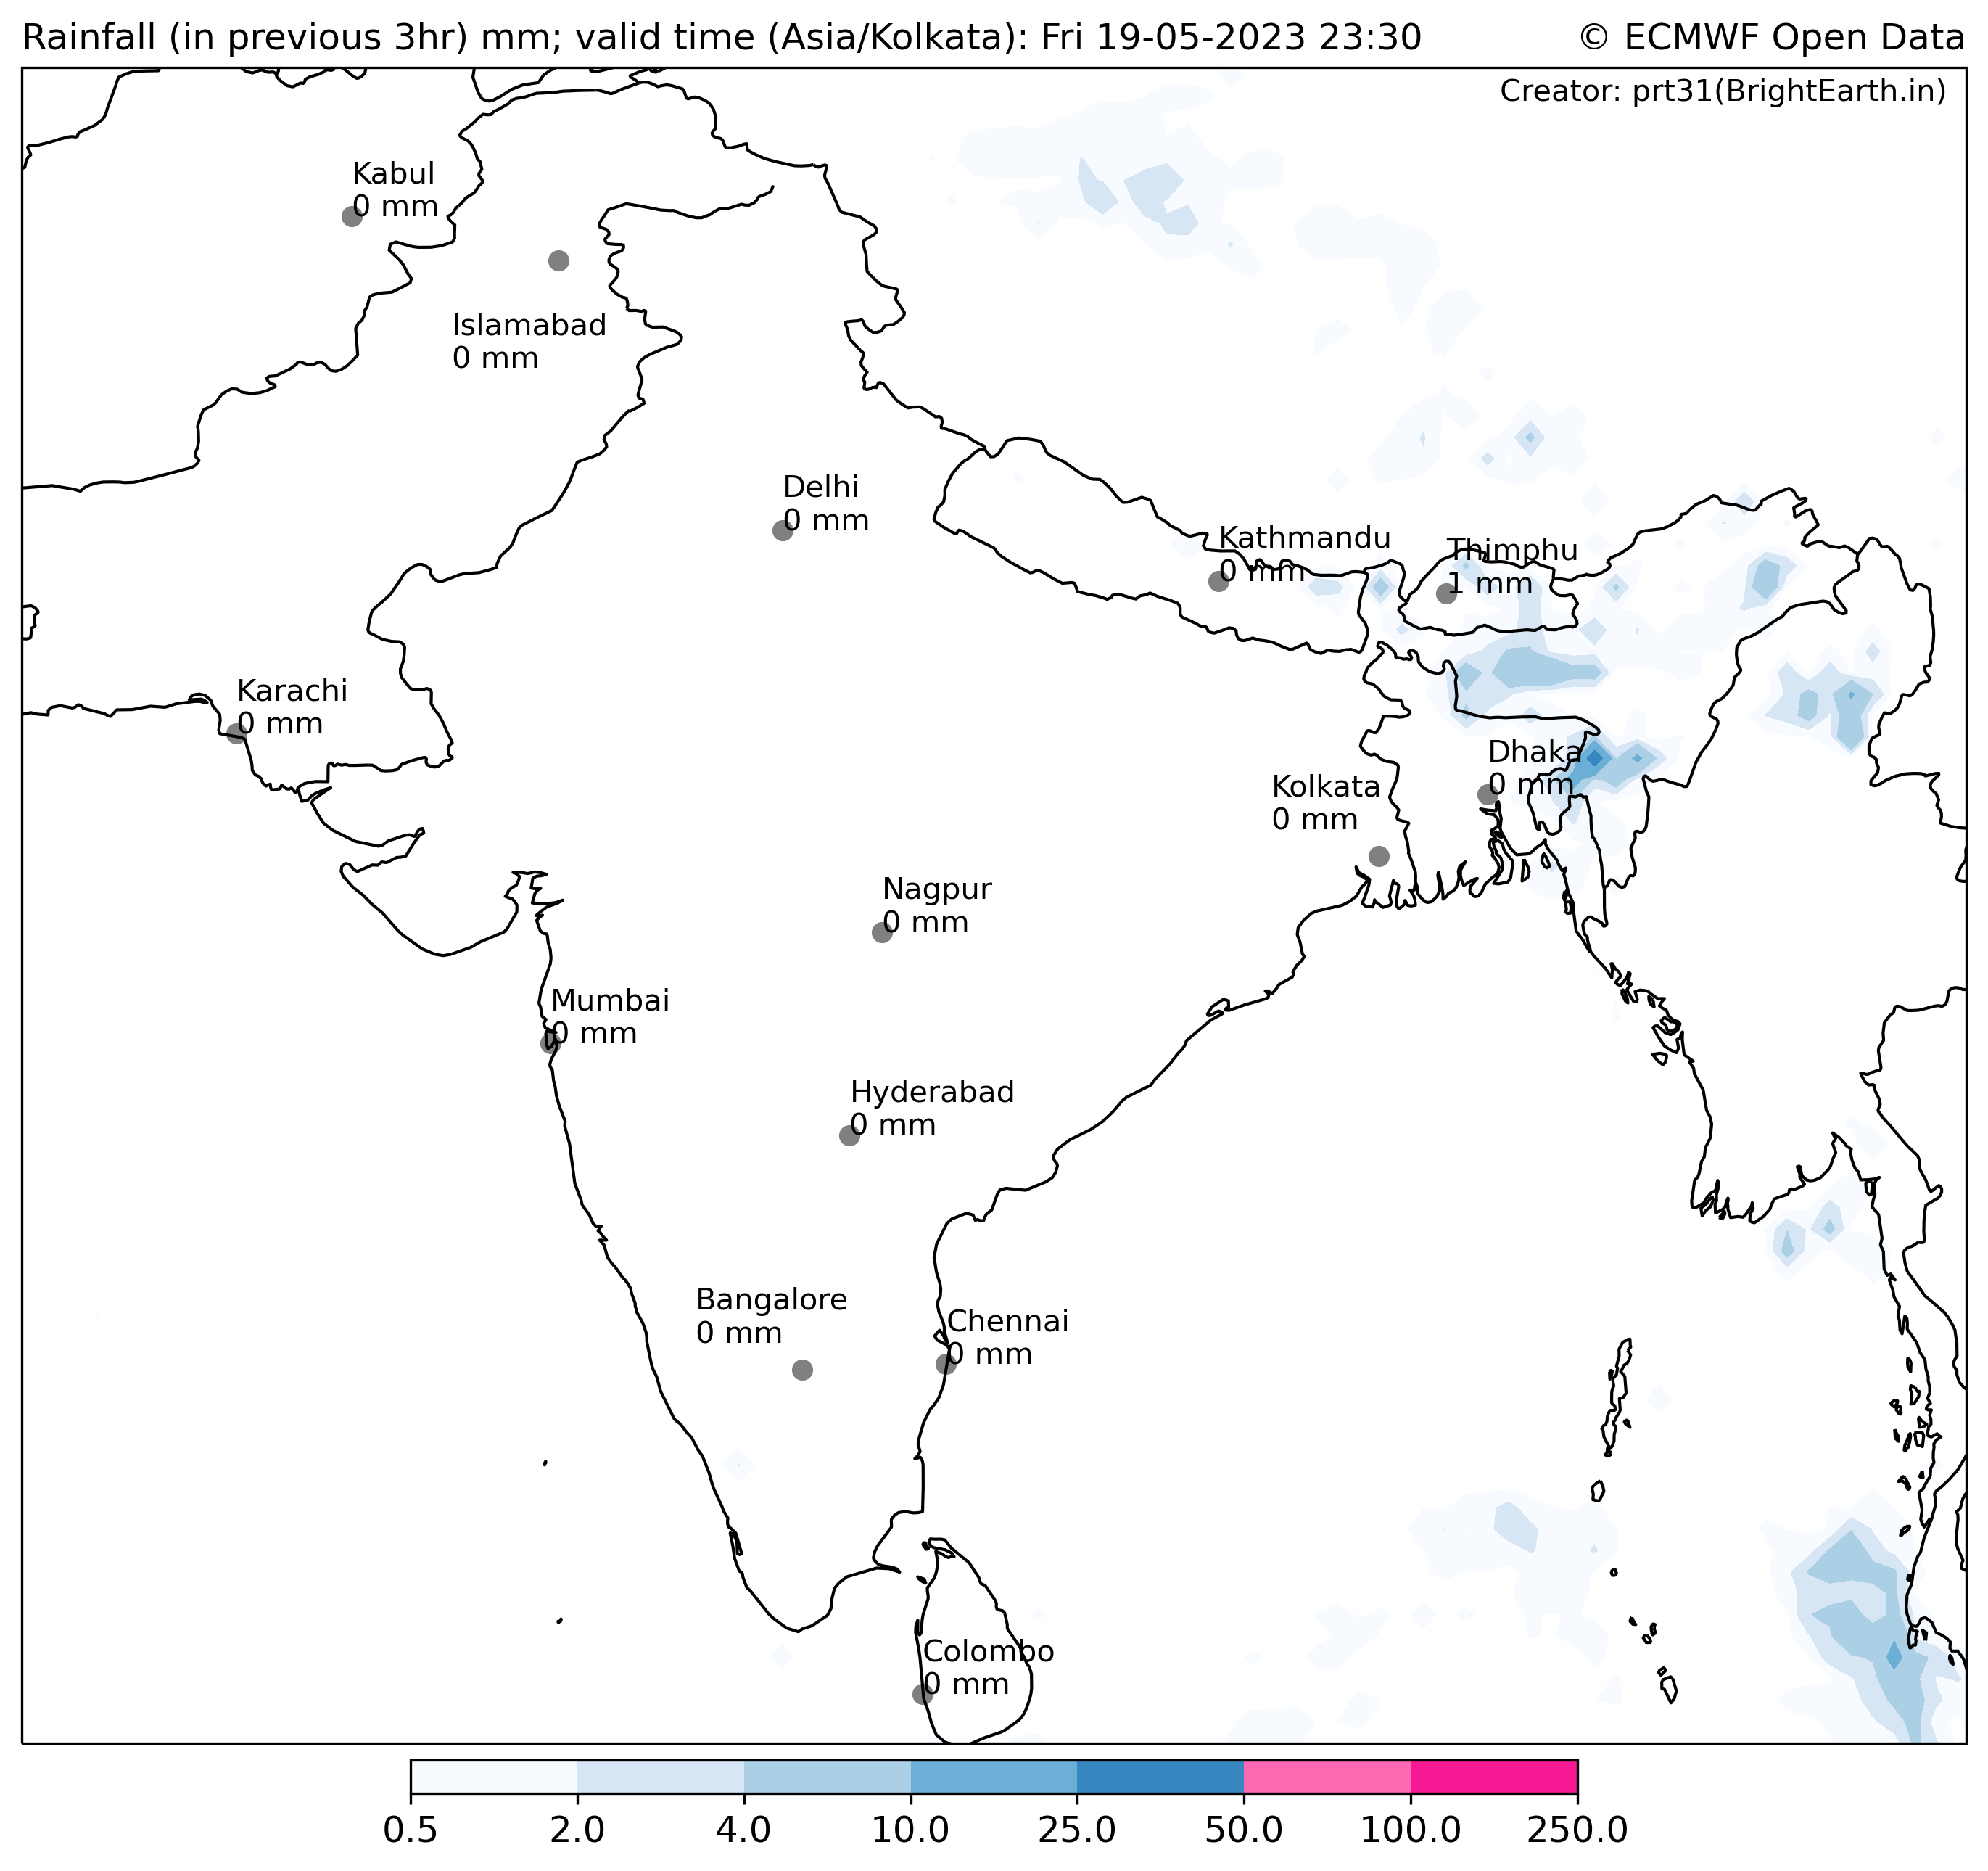 Rainfall (in previous 3hr) mm; valid time (Asia/Kolkata): Fri 19-05-2023 23:30
© ECMWF Open Data
Creator: prt31(BrightEarth.in)
Kabul
0 mm
Islamabad
0 mm
Delhi
0 mm
Kathmandu
0 mm
Thimphu
1 mm
Karachi
0 mm
Dhaka
0 mm
Kolkata
0 mm
Nagpur
0 mm
Mumbai
0 mm
Hyderabad
0 mm
Bangalore
0 mm
Chennai
0 mm
Colombo
0 mm
0.5 2.0 4.0 10.0 25.0 50.0 100.0 250.0